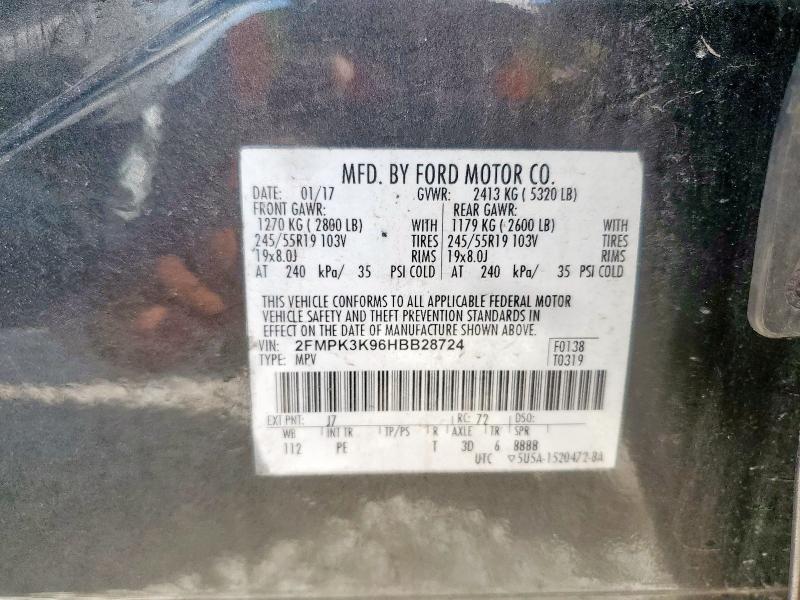 MFD. BY FORD MOTOR CO.
DATE: 01/17 GVWR: 2413 KG ( 5320 LB)
FRONT GAWR: REAR GAWR:
1270 KG ( 2800 LB) WITH 1179 KG ( 2600 LB) WITH
245/55R19 103V TIRES 245/55R19 103V TIRES
19x8.0J RIMS 19x8.0J RIMS
AT 240 kPa/ 35 PSI COLD AT 240 kPa/ 35 PSI COLD
THIS VEHICLE CONFORMS TO ALL APPLICABLE FEDERAL MOTOR
VEHICLE SAFETY AND THEFT PREVENTION STANDARDS IN
EFFECT ON THE DATE OF MANUFACTURE SHOWN ABOVE.
VIN: 2FMPK3K96HBB28724 F0138
TYPE: MPV T0319
EXT PNT: J7 RC: 72 DSO:
WB INT TR TP/PS R AXLE TR SPR
112 PE T 3D 6 8888
UTC ▽5U5A-1520472-BA